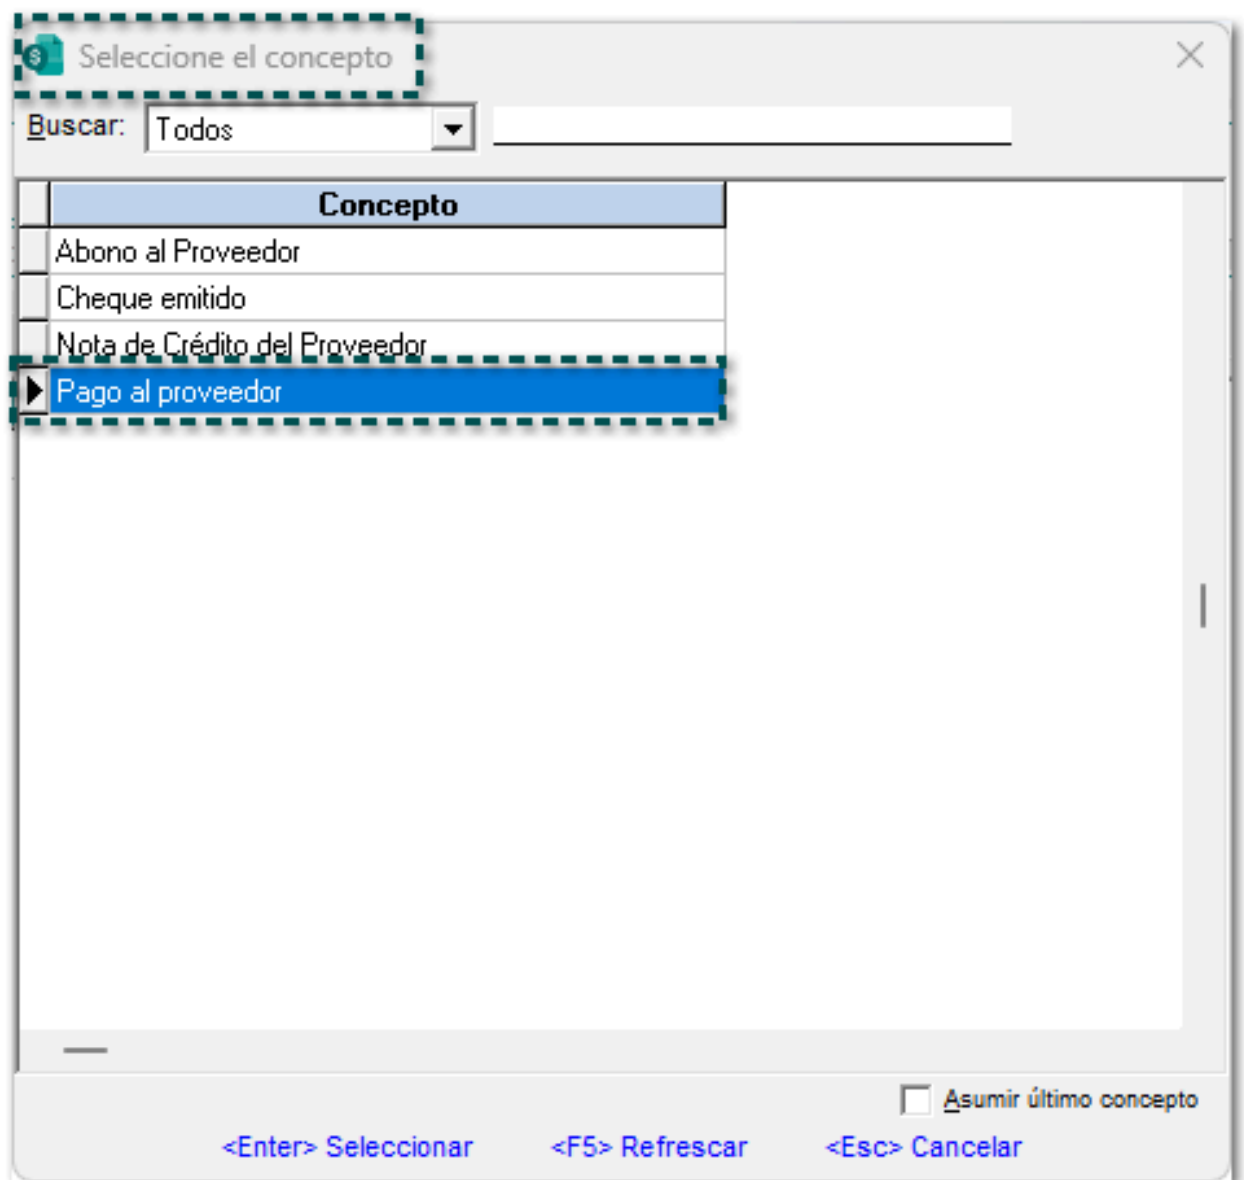 Seleccione el concepto
Buscar: Todos
Concepto
Abono al Proveedor
Cheque emitido
Nota de Crédito del Proveedor
Pago al proveedor
Asumir último concepto
<Enter> Seleccionar <F5> Refrescar <Esc> Cancelar